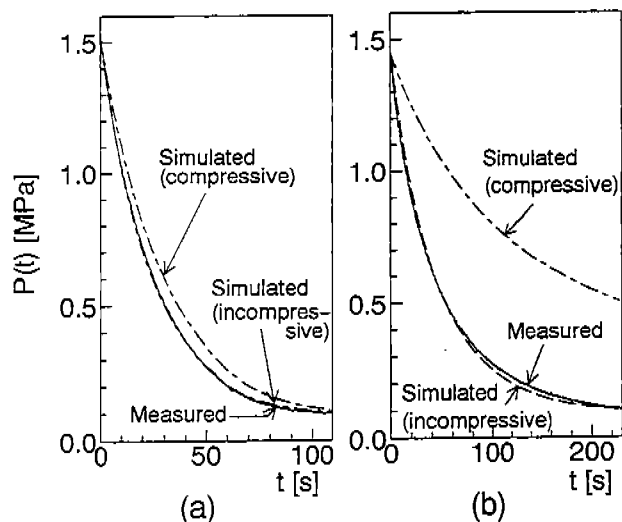 P(t) [MPa]
1.5
1.0
0.5
0.0
Simulated
(compressive)
Simulated
(incompres-
sive)
Measured
0
50
100
t [s]
(a)
1.5
1.0
0.5
0.0
Simulated
(compressive)
Measured
Simulated
(incompressive)
0
100
200
t [s]
(b)